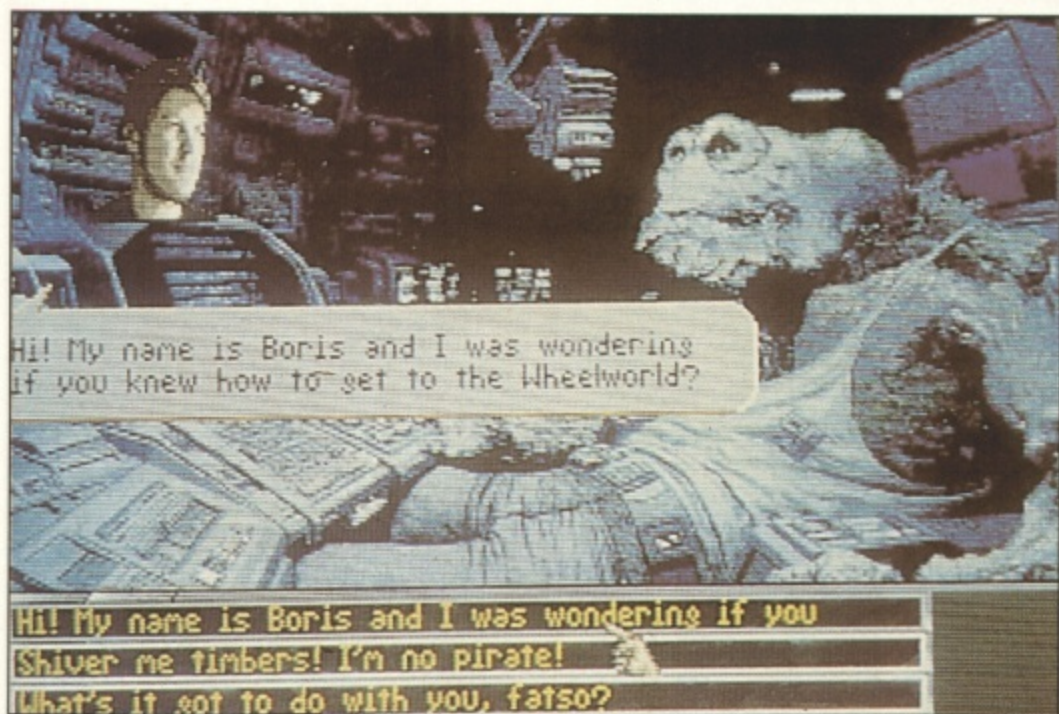 Hi! My name is Boris and I was wondering
if you knew how to get to the Wheelworld?
Hi! My name is Boris and I was wondering if you
Shiver me timbers! I'm no pirate!
What's it got to do with you, fatso?